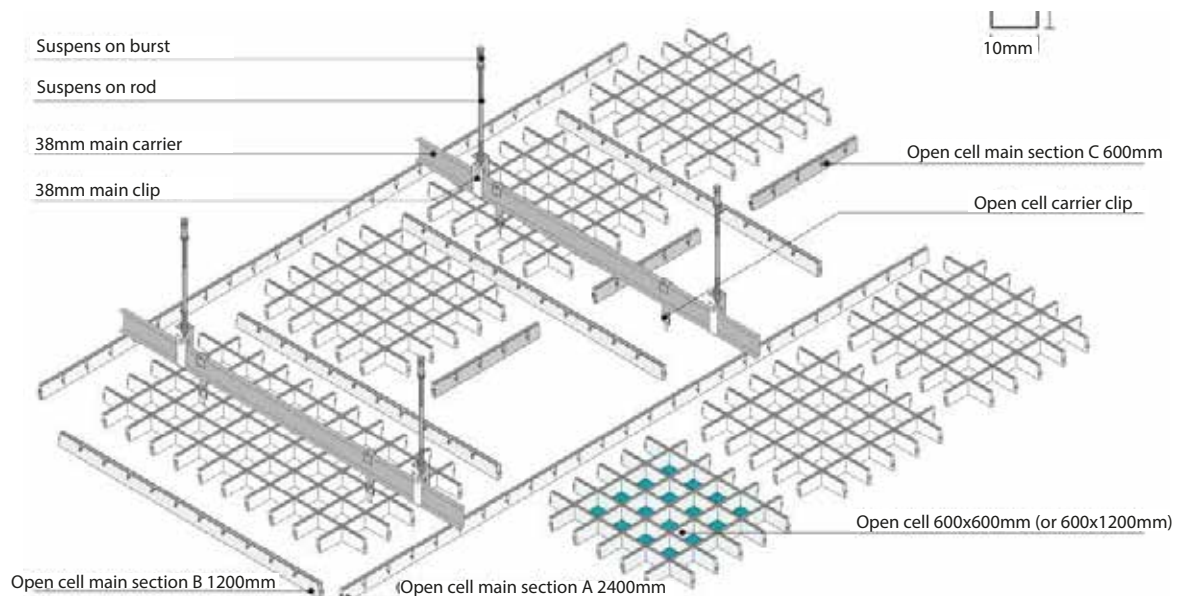 Suspens on burst
10mm
Suspens on rod
38mm main carrier
Open cell main section C 600mm
38mm main clip
Open cell carrier clip
Open cell 600x600mm (or 600x1200mm)
Open cell main section B 1200mm
(Open cell main section A 2400mm